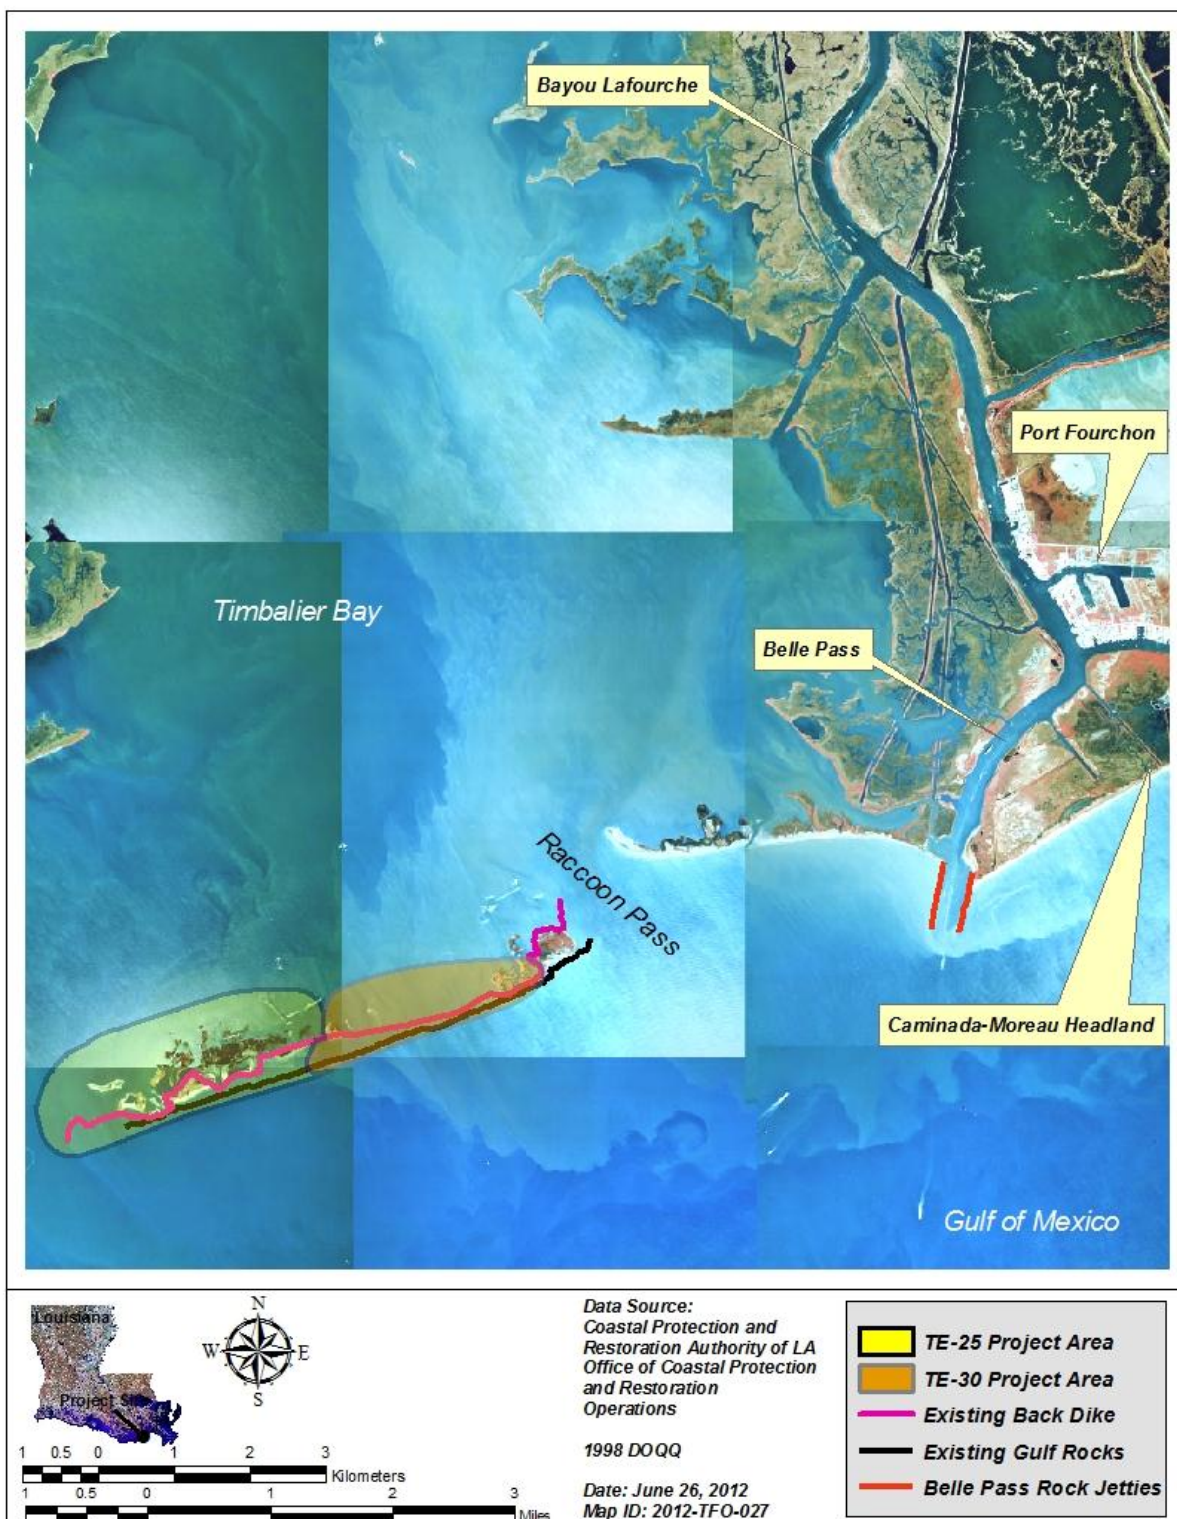 Bayou Lafourche
Port Fourchon
Timbalier Bay
Belle Pass
Raccoon Pass
Caminada-Moreau Headland
Gulf of Mexico
Louisiana
Project Site
N
W
E
S
1 0.5 0 1 2 3
Kilometers
1 0.5 0 1 2 3
Miles
Data Source:
Coastal Protection and
Restoration Authority of LA
Office of Coastal Protection
and Restoration
Operations
1998 DOQQ
Date: June 26, 2012
Map ID: 2012-TFO-027
TE-25 Project Area
TE-30 Project Area
Existing Back Dike
Existing Gulf Rocks
Belle Pass Rock Jetties